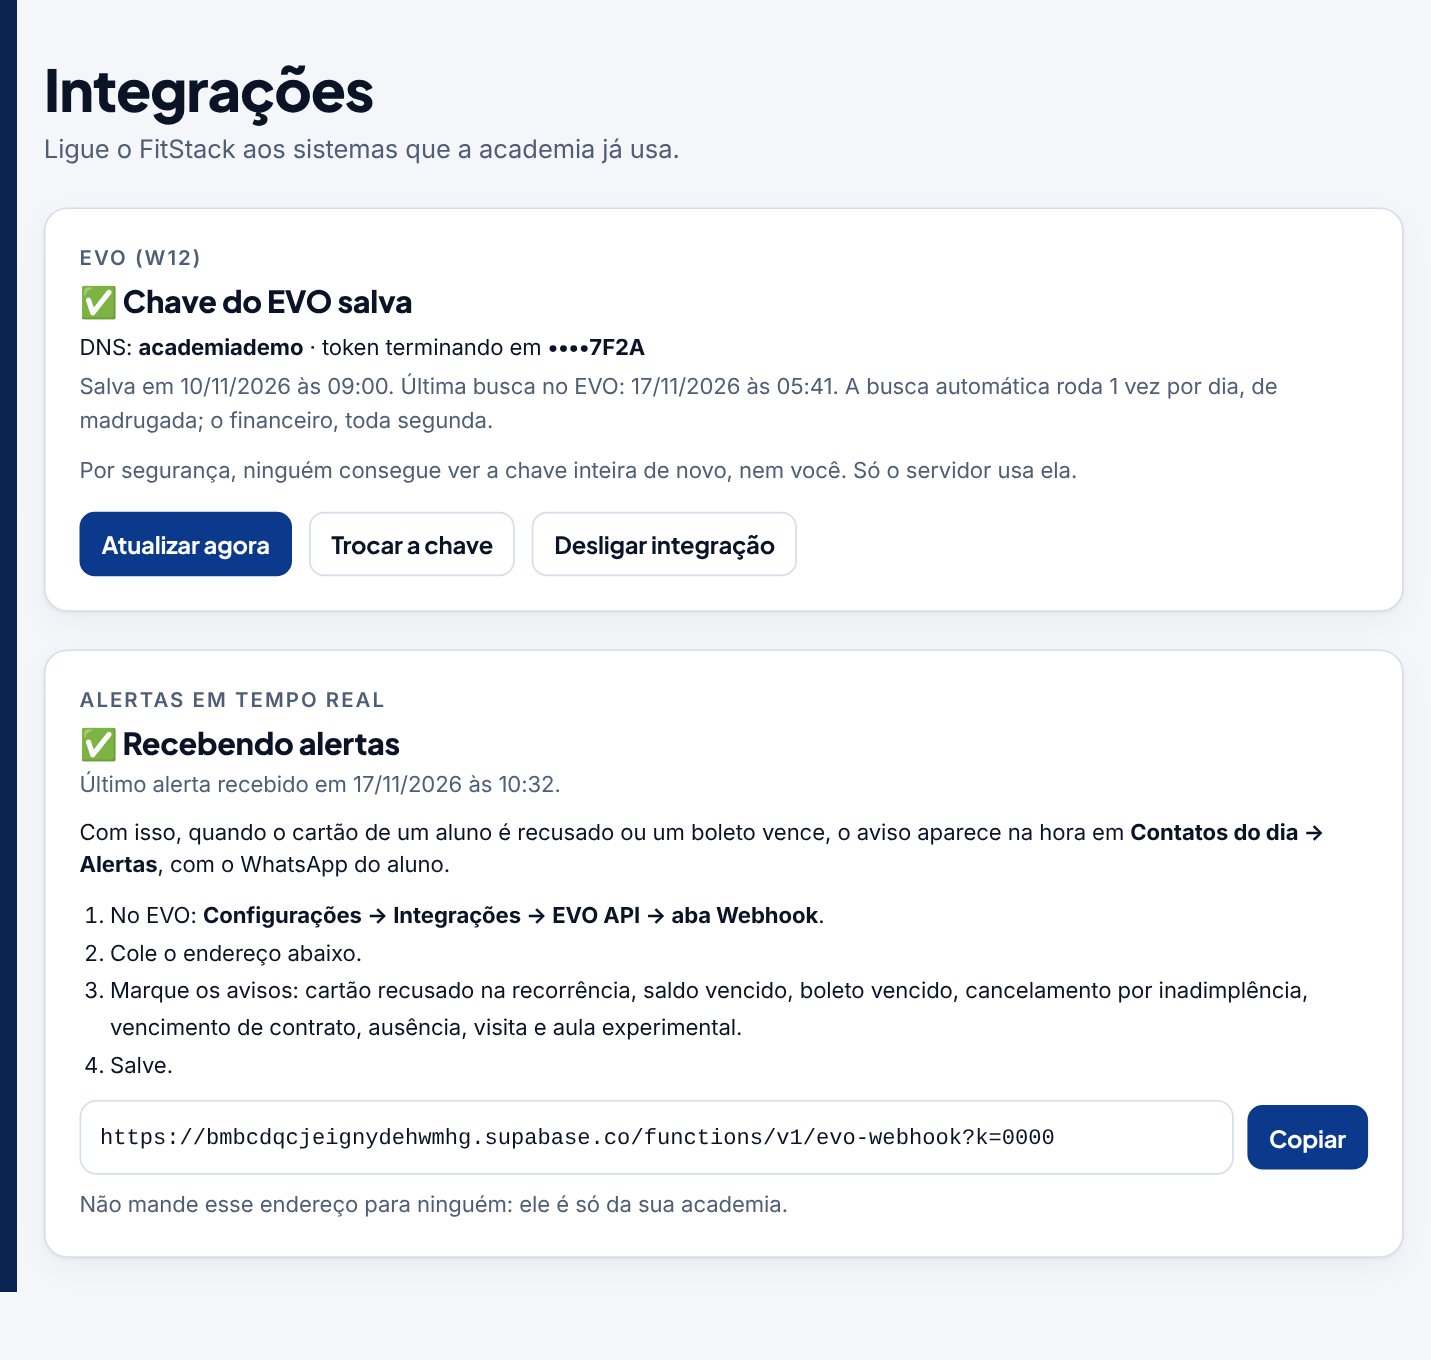 Integrações
Ligue o FitStack aos sistemas que a academia já usa.
EVO (W12)
✅ Chave do EVO salva
DNS: academiademo · token terminando em ••••7F2A
Salva em 10/11/2026 às 09:00. Última busca no EVO: 17/11/2026 às 05:41. A busca automática roda 1 vez por dia, de
madrugada; o financeiro, toda segunda.
Por segurança, ninguém consegue ver a chave inteira de novo, nem você. Só o servidor usa ela.
Atualizar agora
Trocar a chave
Desligar integração
ALERTAS EM TEMPO REAL
✅ Recebendo alertas
Último alerta recebido em 17/11/2026 às 10:32.
Com isso, quando o cartão de um aluno é recusado ou um boleto vence, o aviso aparece na hora em Contatos do dia →
Alertas, com o WhatsApp do aluno.
1. No EVO: Configurações → Integrações → EVO API → aba Webhook.
2. Cole o endereço abaixo.
3. Marque os avisos: cartão recusado na recorrência, saldo vencido, boleto vencido, cancelamento por inadimplência,
vencimento de contrato, ausência, visita e aula experimental.
4. Salve.
https://bmbcdqcjeignydehwmhg.supabase.co/functions/v1/evo-webhook?k=0000
Copiar
Não mande esse endereço para ninguém: ele é só da sua academia.